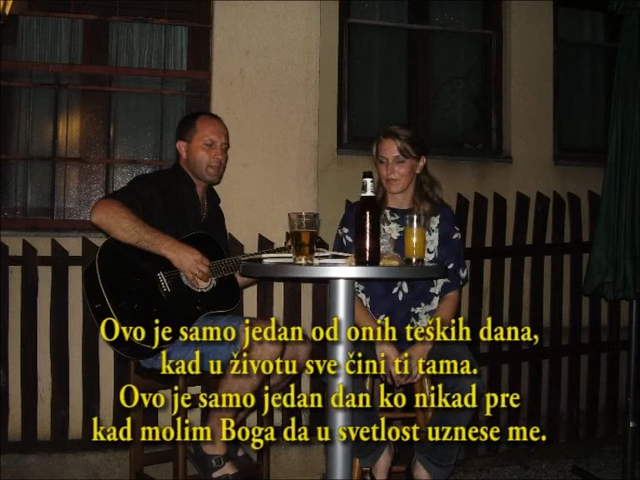 Ovo je samo jedan od onih teških dana,
kad u životu sve čini ti tama.
Ovo je samo jedan dan ko nikad pre
kad molim Boga da u svetlost uznese me.